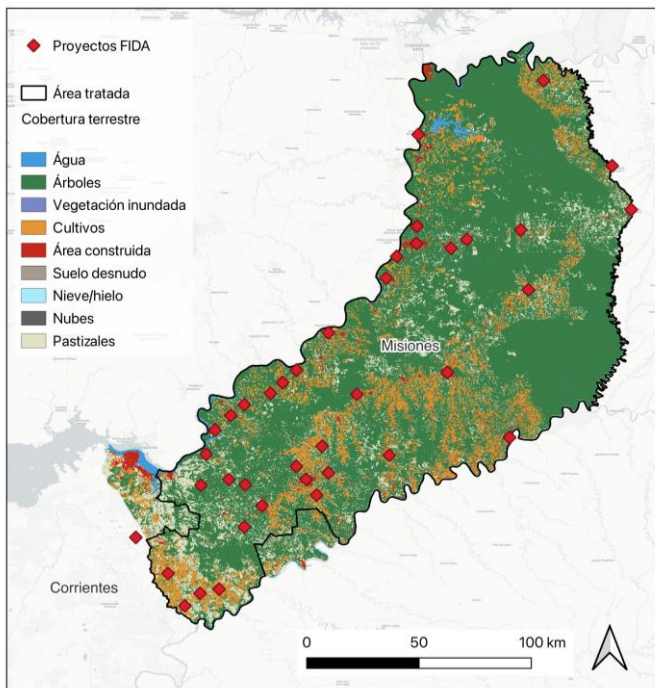 Proyectos FIDA
Área tratada
Cobertura terrestre
Água
Árboles
Vegetación inundada
Cultivos
Área construida
Suelo desnudo
Nieve/hielo
Nubes
Pastizales
Misiones
Corrientes
0 50 100 km